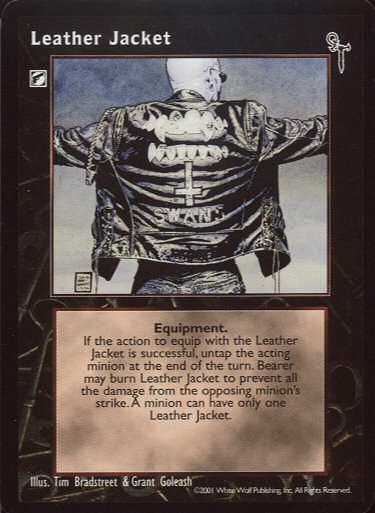 Leather Jacket
SWANS
Equipment.
If the action to equip with the Leather
Jacket is successful, untap the acting
minion at the end of the turn. Bearer
may burn Leather Jacket to prevent all
the damage from the opposing minion's
strike. A minion can have only one
Leather Jacket.
Illus. Tim Bradstreet & Grant Goleash
©2001 White Wolf Publishing, Inc. All Rights Reserved.